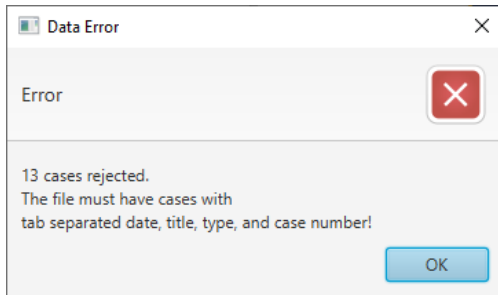 Data Error
Error
13 cases rejected.
The file must have cases with
tab separated date, title, type, and case number!
OK